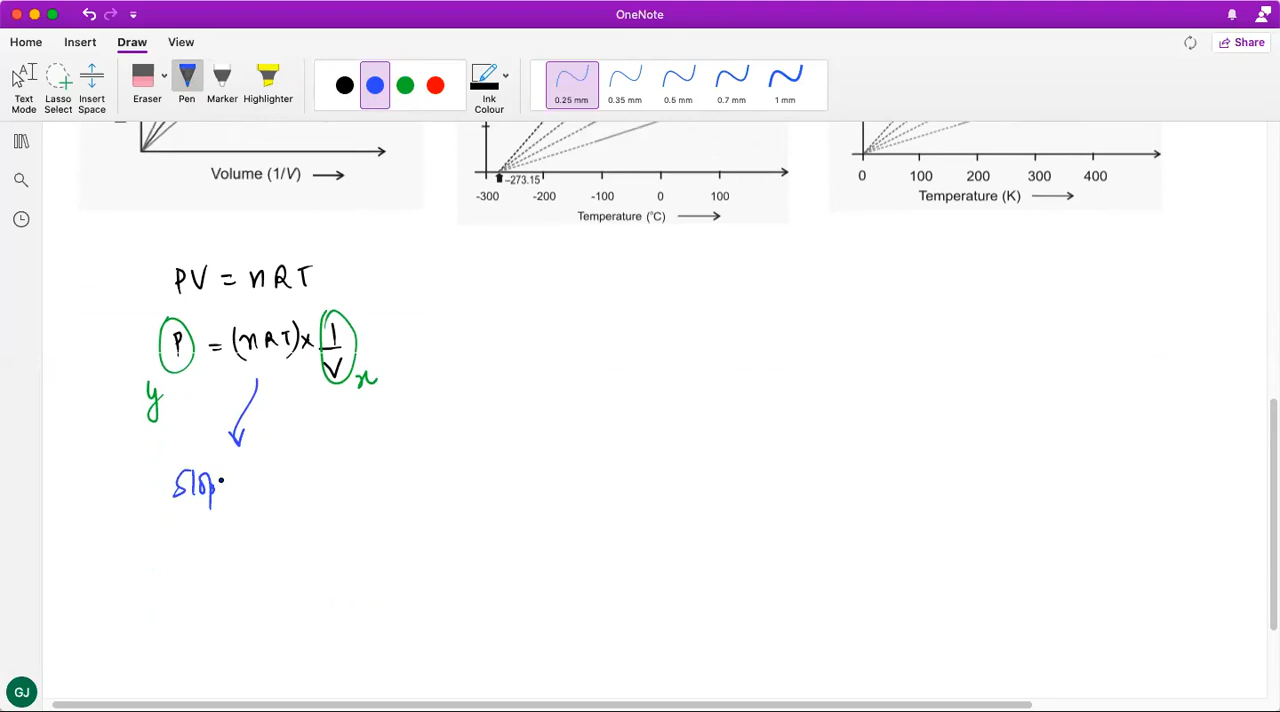 OneNote
Home Insert Draw View
Share
Text Mode
Lasso Select
Insert Space
Eraser
Pen
Marker
Highlighter
Ink Colour
0.25 mm
0.35 mm
0.5 mm
0.7 mm
1 mm
Volume (1/V)
-273.15
-300 -200 -100 0 100
Temperature (°C)
0 100 200 300 400
Temperature (K)
PV = nRT
P = (nRT) x 1/V
y
x
Slop
GJ